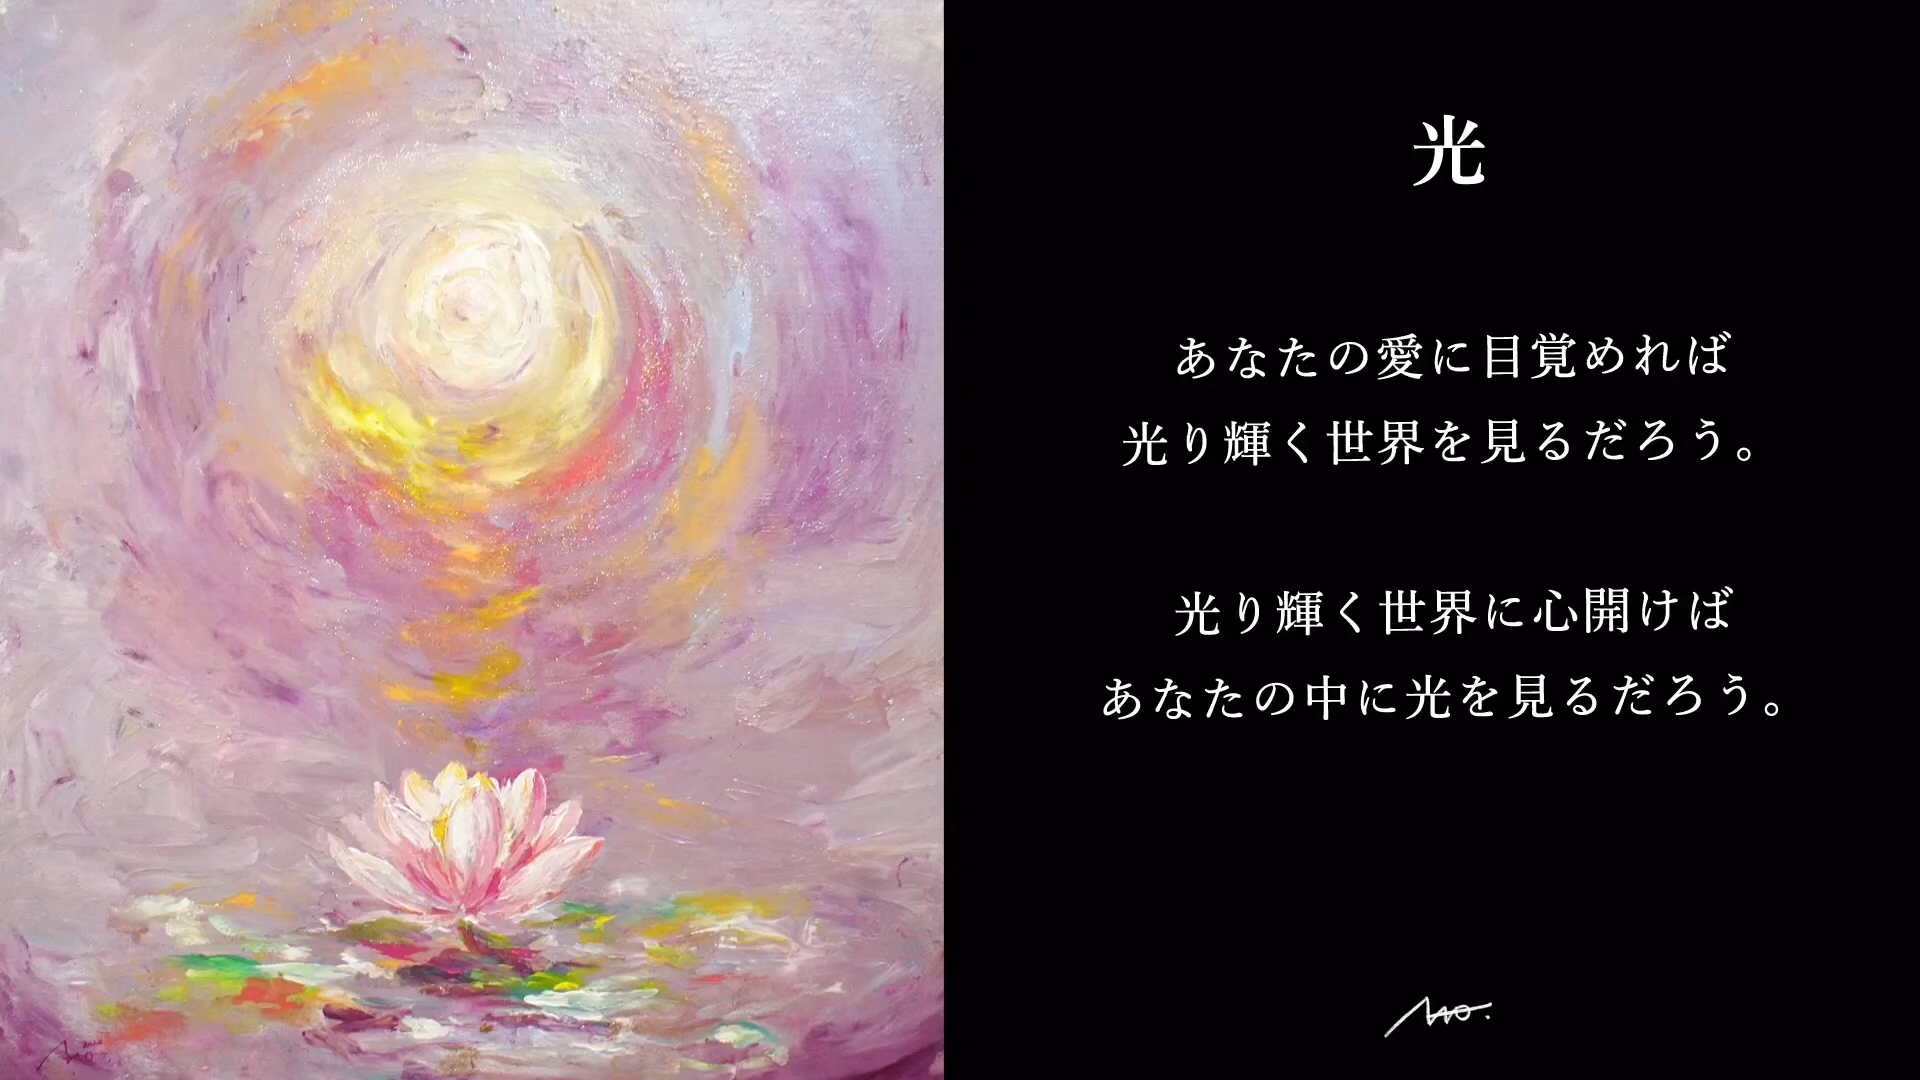 光
あなたの愛に目覚めれば
光り輝く世界を見るだろう。
光り輝く世界に心開けば
あなたの中に光を見るだろう。